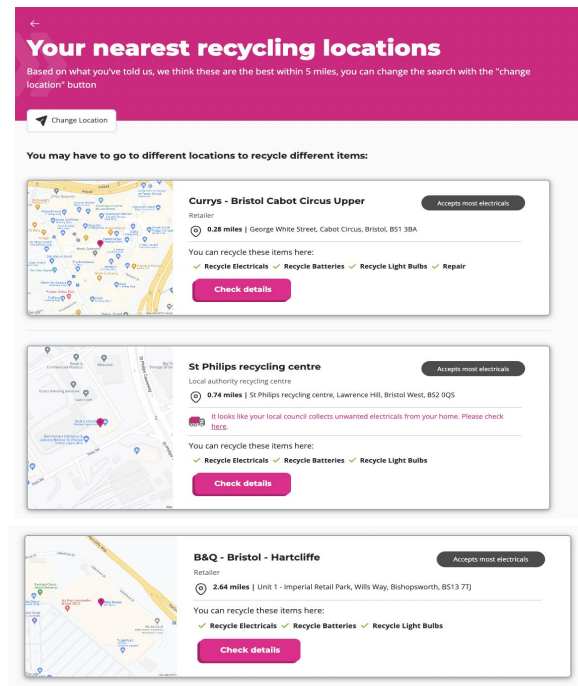 ←
Your nearest recycling locations
Based on what you've told us, we think these are the best within 5 miles, you can change the search with the "change
location" button
Change Location
You may have to go to different locations to recycle different items:
Currys - Bristol Cabot Circus Upper
Accepts most electricals
Retailer
0.28 miles | George White Street, Cabot Circus, Bristol, BS1 3BA
You can recycle these items here:
✓ Recycle Electricals ✓ Recycle Batteries ✓ Recycle Light Bulbs ✓ Repair
Check details
St Philips recycling centre
Accepts most electricals
Local authority recycling centre
0.74 miles | St Philips recycling centre, Lawrence Hill, Bristol West, BS2 0QS
It looks like your local council collects unwanted electricals from your home. Please check
here.
You can recycle these items here:
✓ Recycle Electricals ✓ Recycle Batteries ✓ Recycle Light Bulbs
Check details
B&Q - Bristol - Hartcliffe
Accepts most electricals
Retailer
2.64 miles | Unit 1 - Imperial Retail Park, Wills Way, Bishopsworth, BS13 7TJ
You can recycle these items here:
✓ Recycle Electricals ✓ Recycle Batteries ✓ Recycle Light Bulbs
Check details